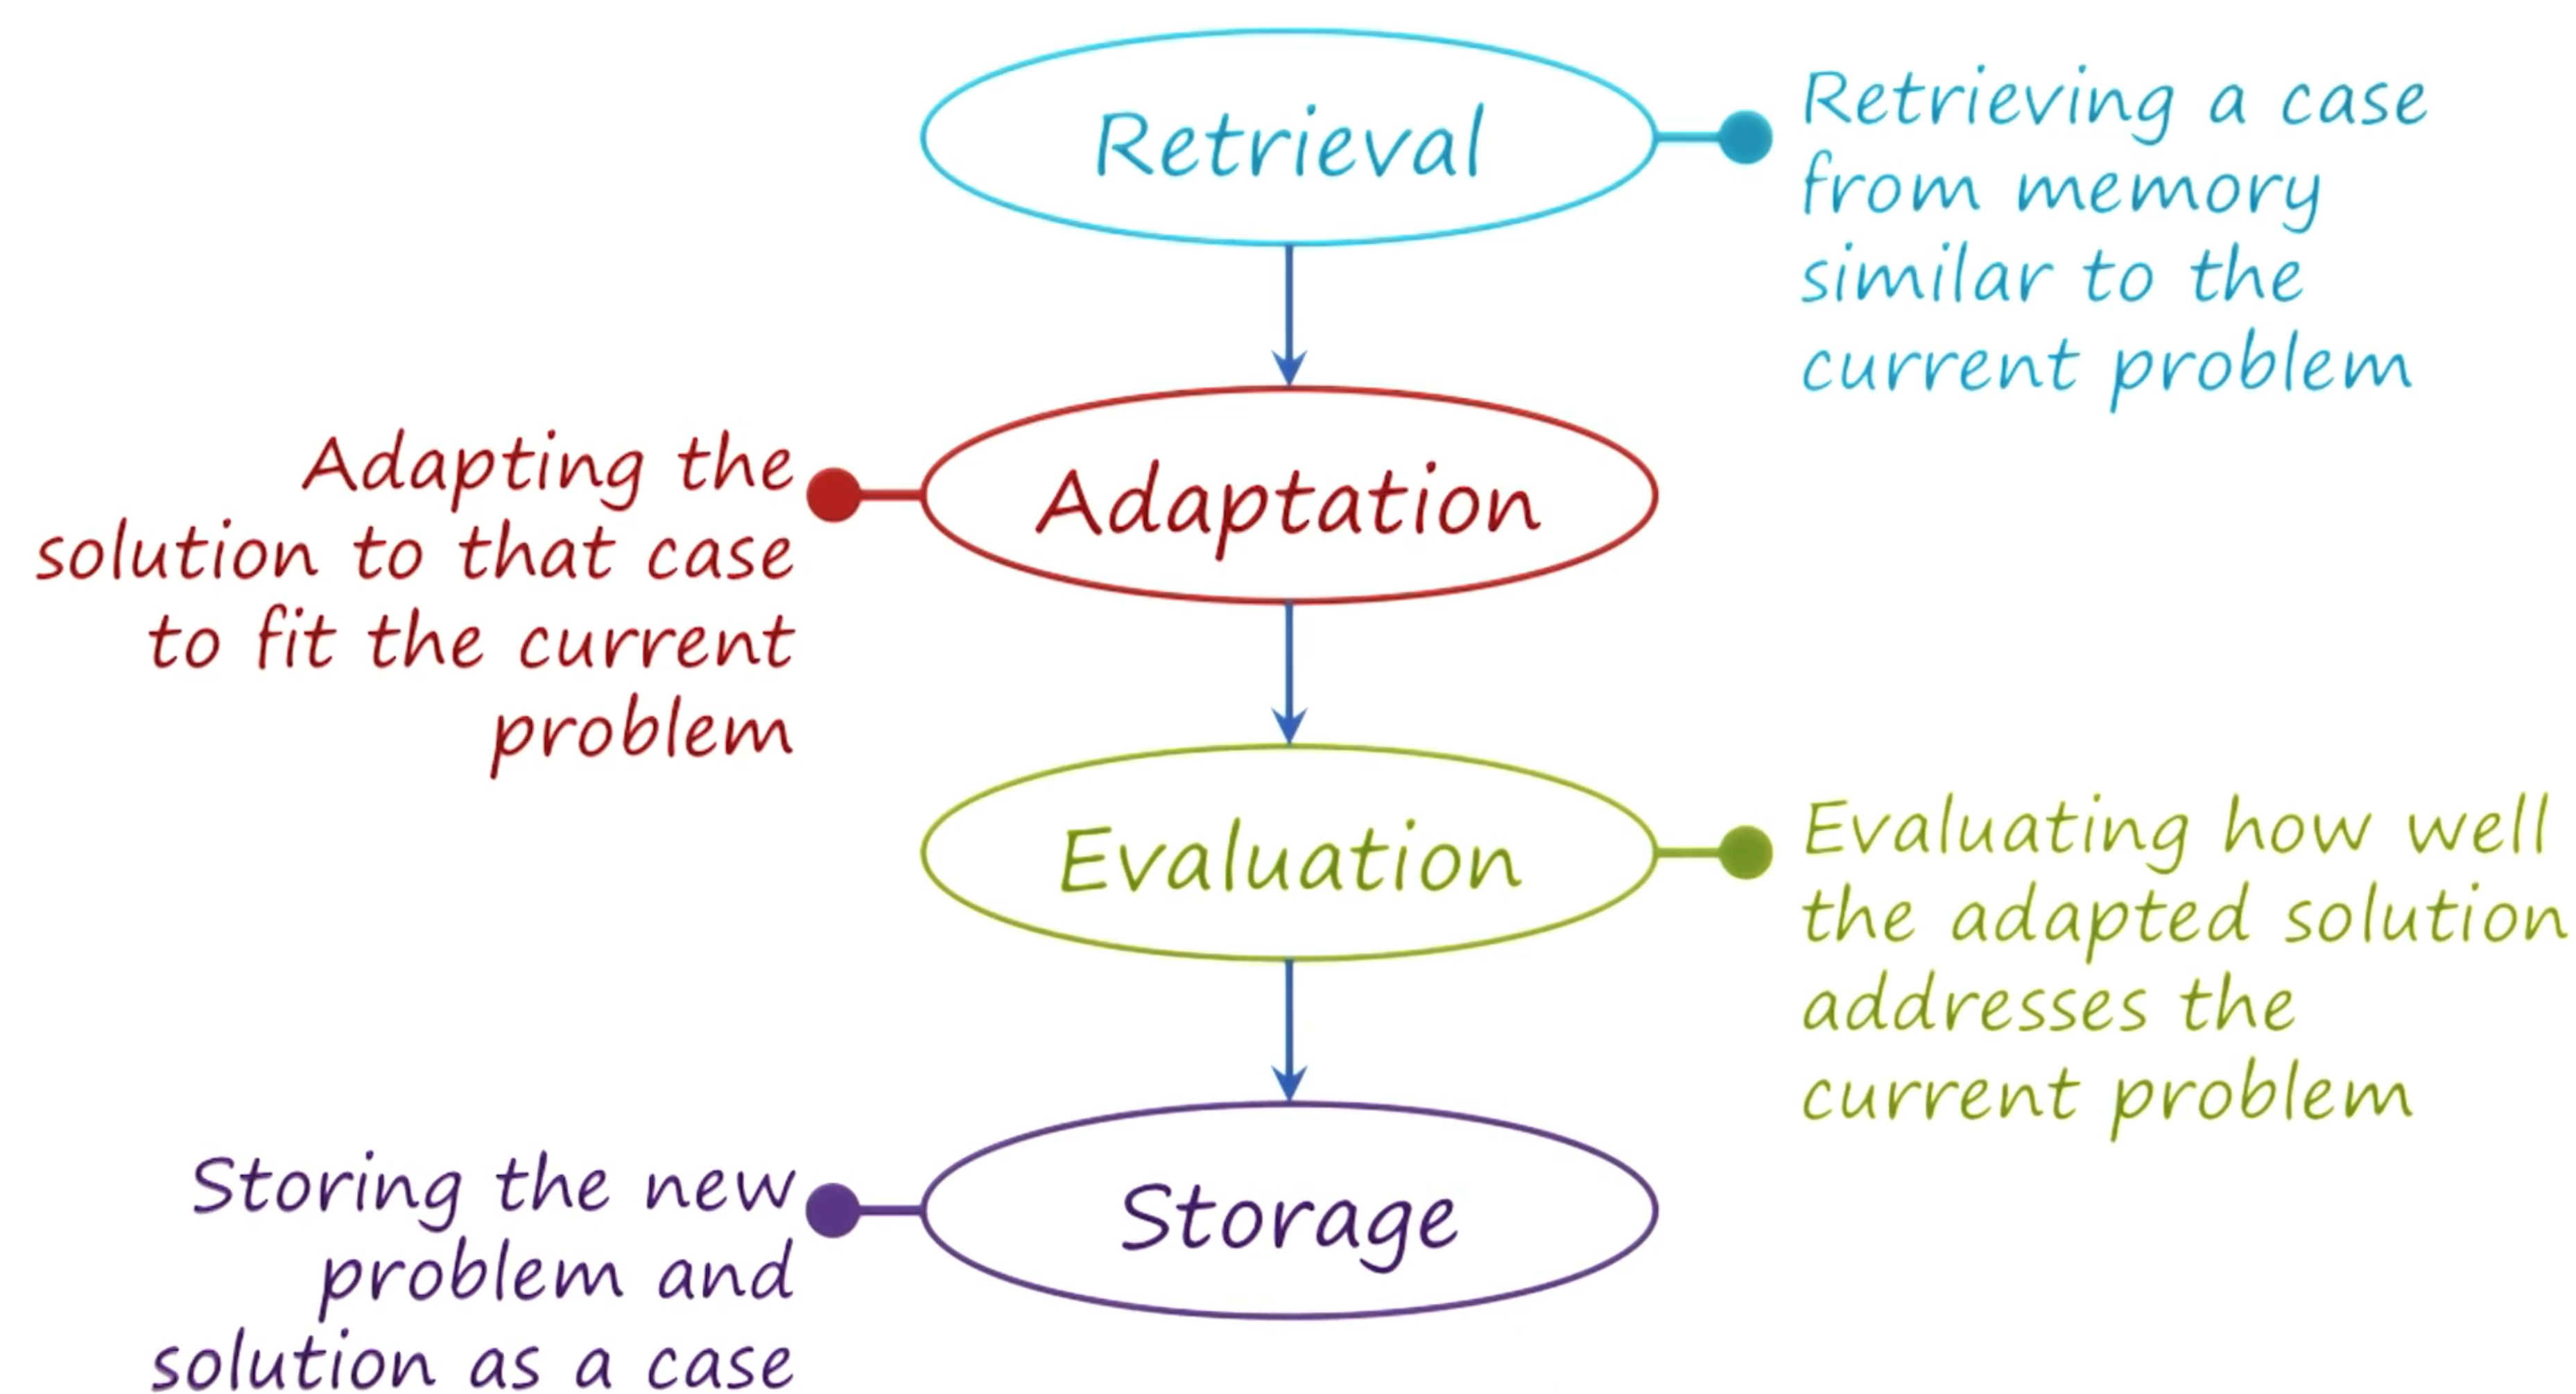 Retrieval
Retrieving a case
from memory
similar to the
current problem
Adaptation
Adapting the
solution to that case
to fit the current
problem
Evaluation
Evaluating how well
the adapted solution
addresses the
current problem
Storage
Storing the new
problem and
solution as a case